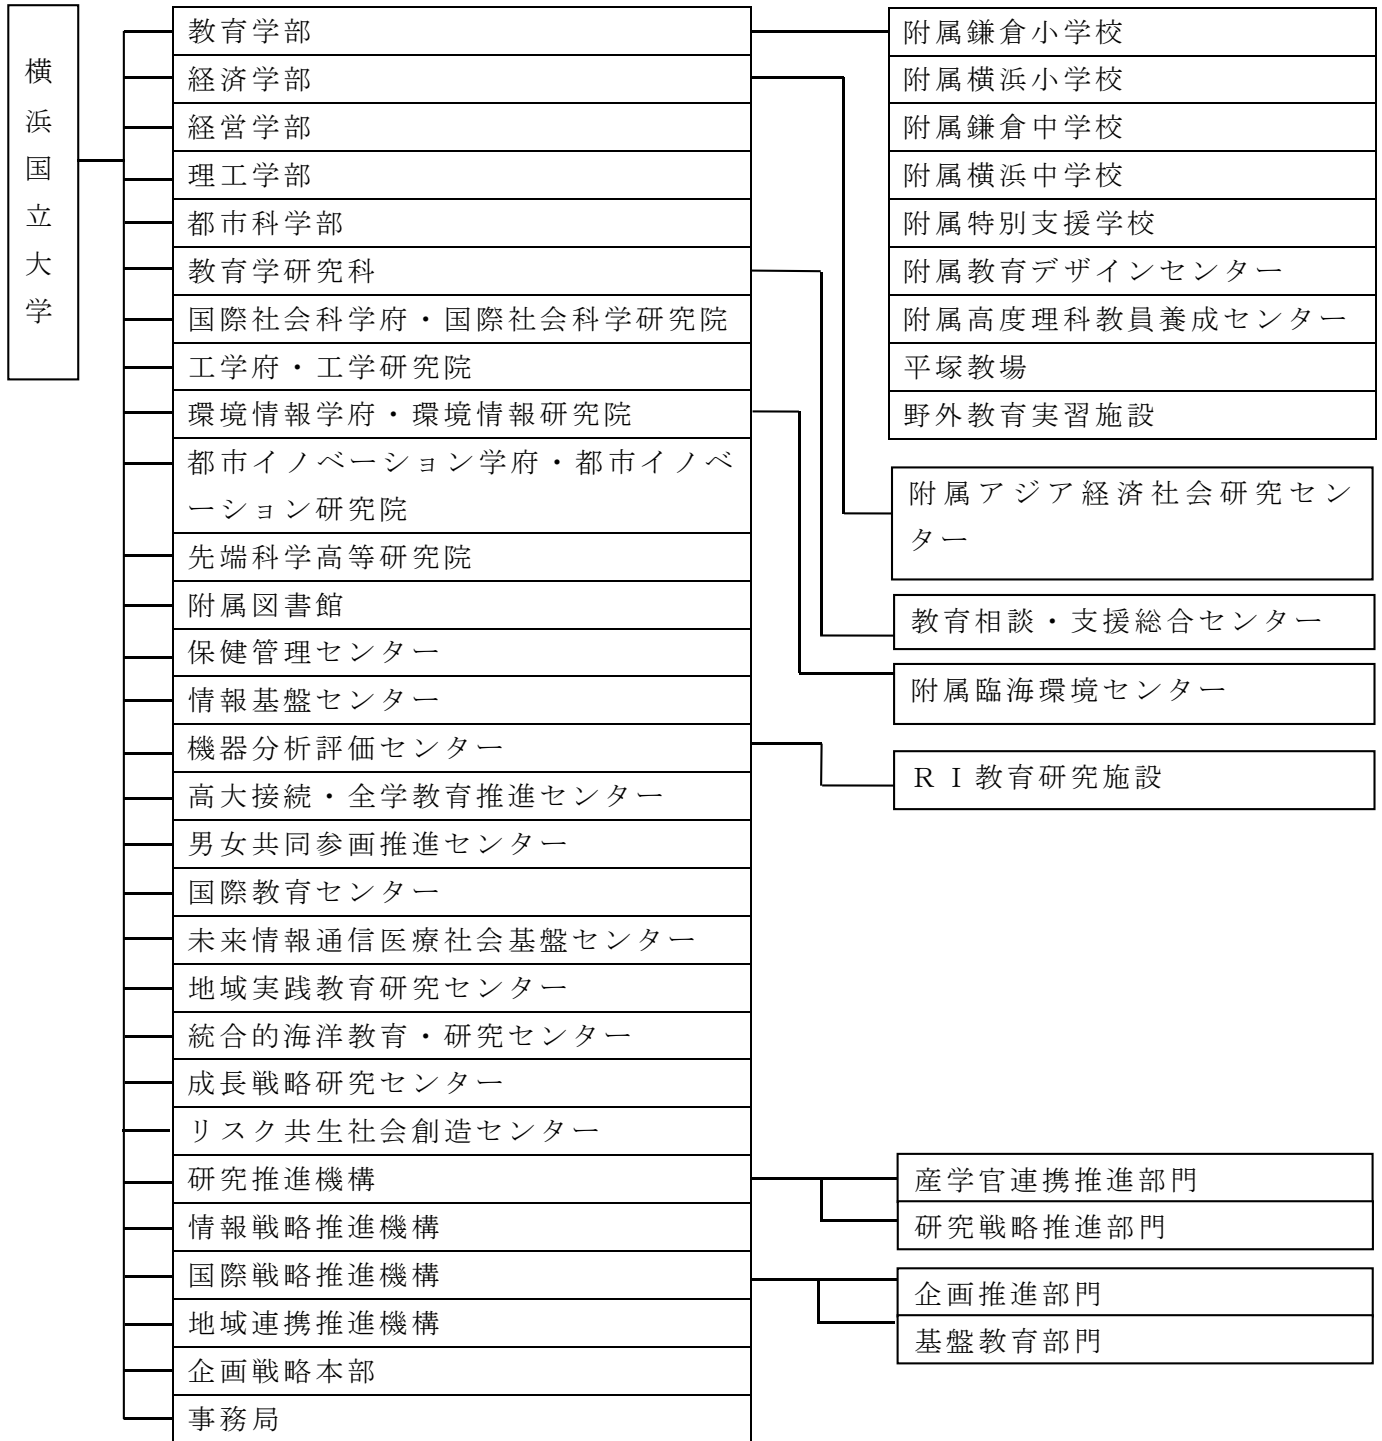 横浜国立大学
教育学部
経済学部
経営学部
理工学部
都市科学部
教育学研究科
国際社会科学府・国際社会科学研究院
工学府・工学研究院
環境情報学府・環境情報研究院
都市イノベーション学府・都市イノベ
ーション研究院
先端科学高等研究院
附属図書館
保健管理センター
情報基盤センター
機器分析評価センター
高大接続・全学教育推進センター
男女共同参画推進センター
国際教育センター
未来情報通信医療社会基盤センター
地域実践教育研究センター
統合的海洋教育・研究センター
成長戦略研究センター
リスク共生社会創造センター
研究推進機構
情報戦略推進機構
国際戦略推進機構
地域連携推進機構
企画戦略本部
事務局
附属鎌倉小学校
附属横浜小学校
附属鎌倉中学校
附属横浜中学校
附属特別支援学校
附属教育デザインセンター
附属高度理科教員養成センター
平塚教場
野外教育実習施設
附属アジア経済社会研究セン
ター
教育相談・支援総合センター
附属臨海環境センター
ＲＩ教育研究施設
産学官連携推進部門
研究戦略推進部門
企画推進部門
基盤教育部門